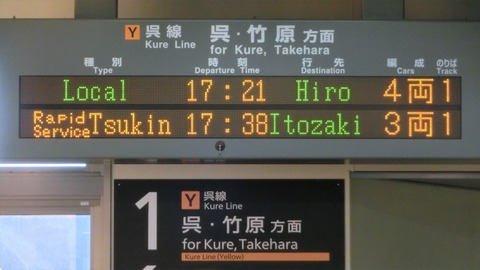 Y 呉線 呉・竹原 方面
Kure Line for Kure, Takehara
種別 時刻 行先 編成 のりば
Type Departure Time Destination Cars Track
Local 17:21 Hiro 4両 1
Rapid Service Tsukin 17:38 Itozaki 3両 1
1 Y 呉線
Kure Line
呉・竹原 方面
for Kure, Takehara
Kure Line (Yellow)